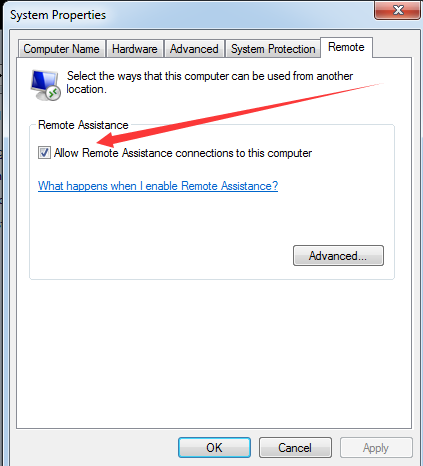 System Properties
Computer Name Hardware Advanced System Protection Remote
Select the ways that this computer can be used from another
location.
Remote Assistance
Allow Remote Assistance connections to this computer
What happens when I enable Remote Assistance?
Advanced...
OK Cancel Apply